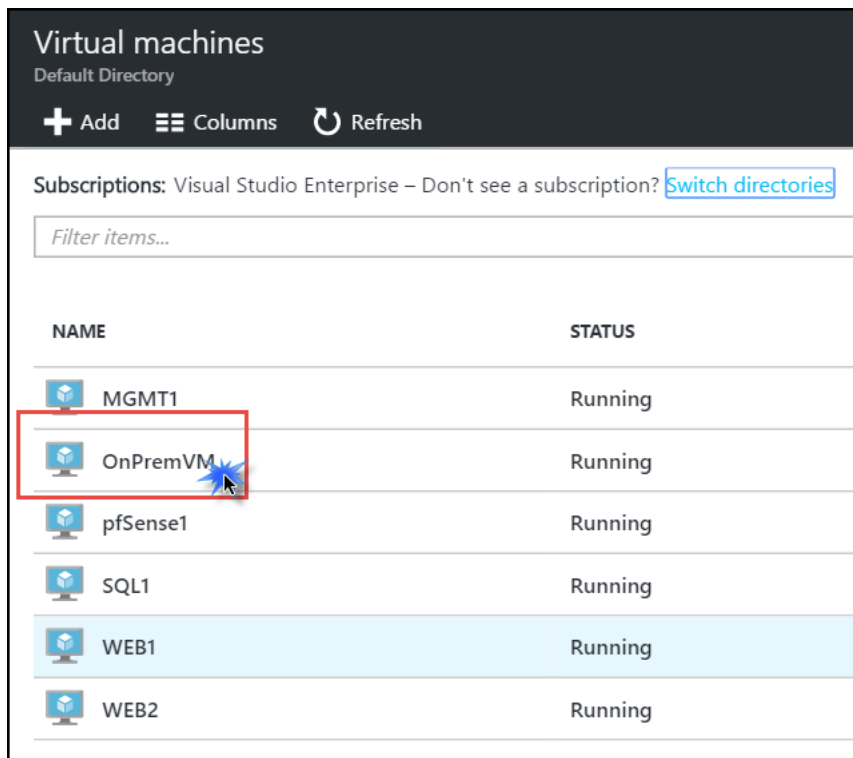 Virtual machines
Default Directory
Add Columns Refresh
Subscriptions: Visual Studio Enterprise – Don't see a subscription? Switch directories
Filter items...
NAME STATUS
MGMT1 Running
OnPremVM Running
pfSense1 Running
SQL1 Running
WEB1 Running
WEB2 Running